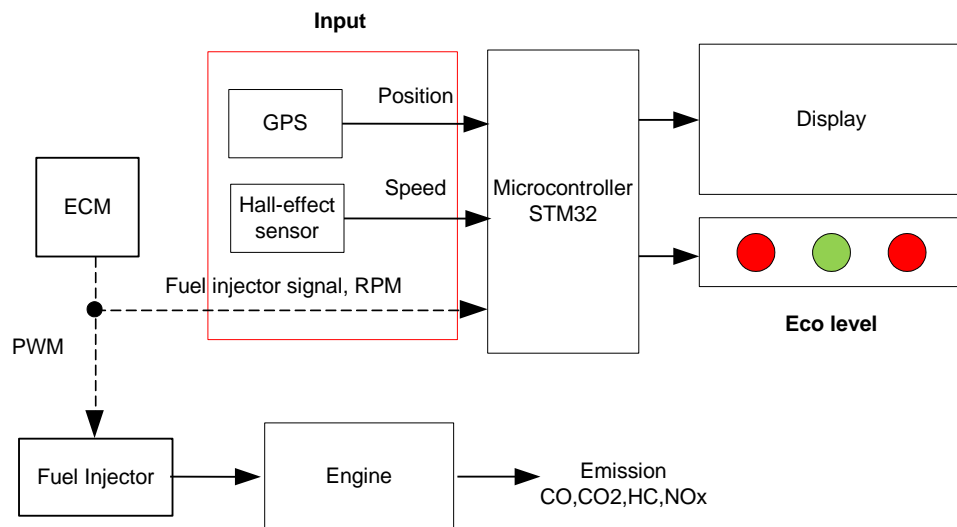 Input
GPS
Position
Display
ECM
Hall-effect
sensor
Speed
Microcontroller
STM32
Fuel injector signal, RPM
Eco level
PWM
Fuel Injector
Engine
Emission
CO,CO2,HC,NOx